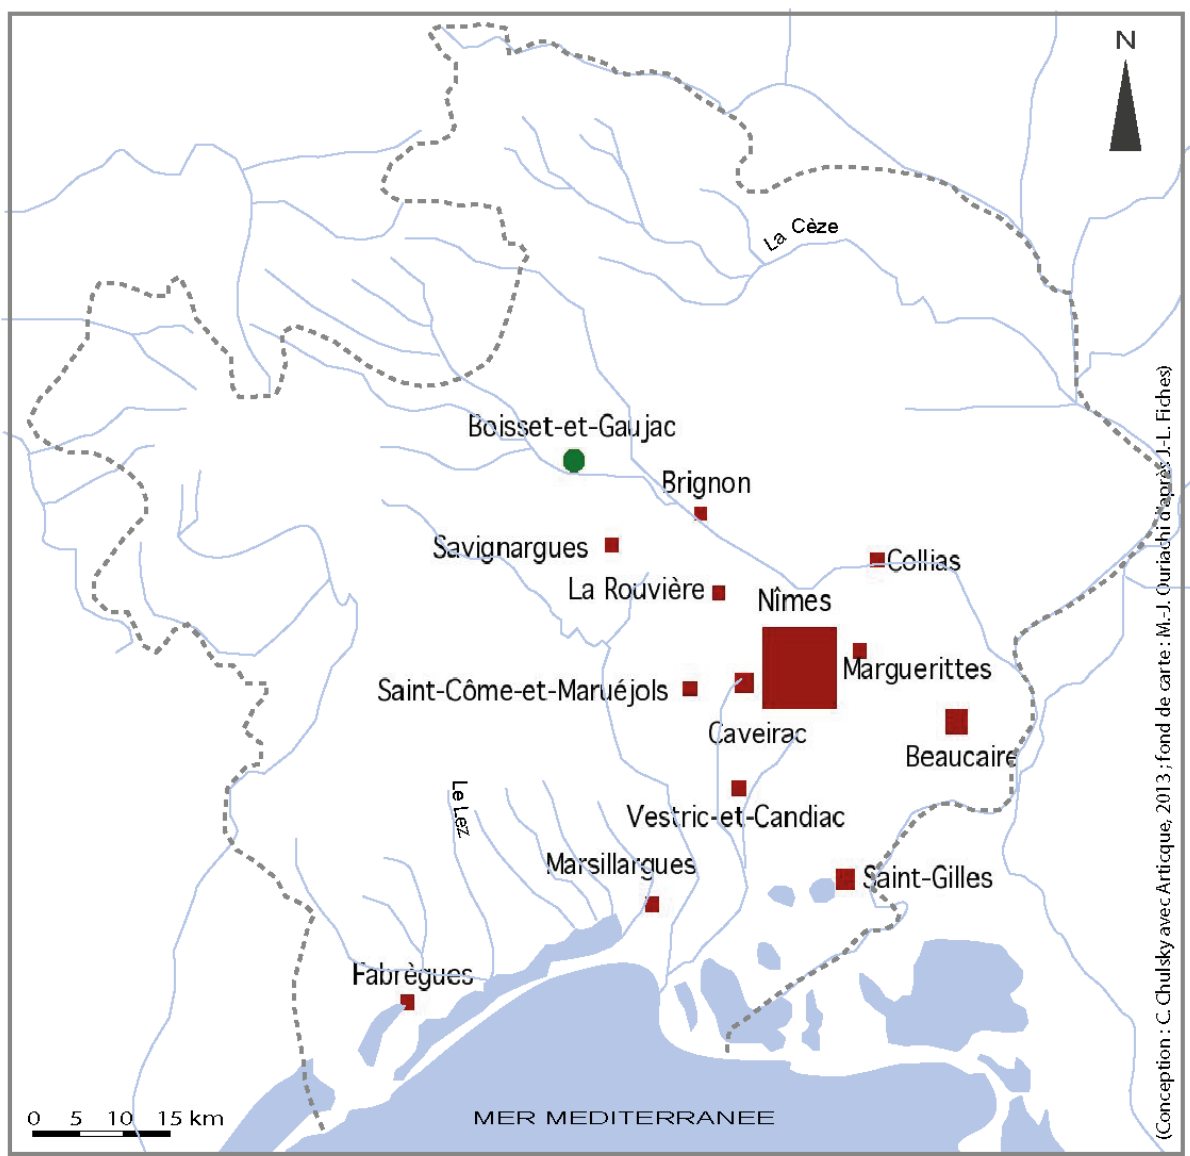 N
La Cèze
Boisset-et-Gaujac
Brignon
Savignargues
Collias
La Rouvière
Nîmes
Marguerittes
Saint-Côme-et-Maruéjols
Caveirac
Beaucaire
Le Lez
Vestric-et-Candiac
Marsillargues
Saint-Gilles
Fabrègues
0 5 10 15 km
MER MEDITERRANEE
(Conception : C. Chulsky avec Articque, 2013 ; fond de carte : M.-J. Ouriachi d'après J.-L. Fiches)